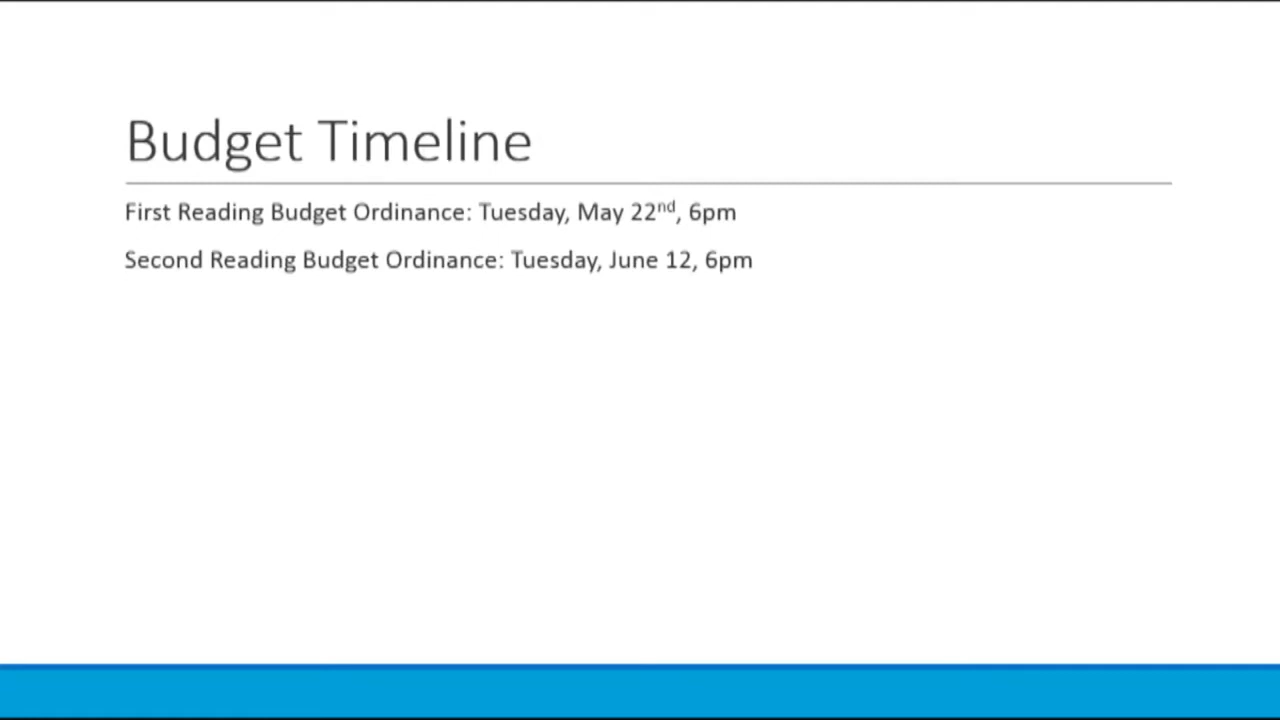 Budget Timeline
First Reading Budget Ordinance: Tuesday, May 22nd, 6pm
Second Reading Budget Ordinance: Tuesday, June 12, 6pm